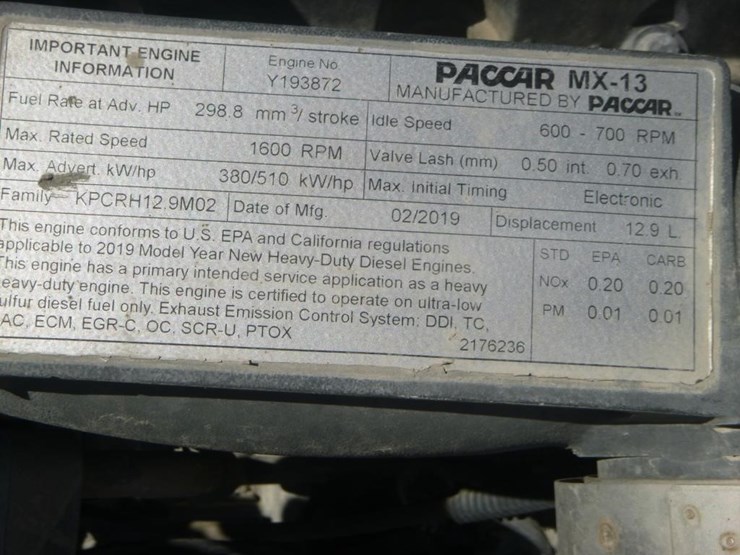 IMPORTANT ENGINE INFORMATION
Engine No
Y193872
PACCAR MX-13
MANUFACTURED BY PACCAR
Fuel Rate at Adv. HP 298.8 mm³/ stroke
Idle Speed 600 - 700 RPM
Max. Rated Speed 1600 RPM
Valve Lash (mm) 0.50 int. 0.70 exh.
Max. Advert. kW/hp 380/510 kW/hp
Max. Initial Timing Electronic
Family KPCRH12.9M02
Date of Mfg. 02/2019
Displacement 12.9 L
This engine conforms to U.S. EPA and California regulations
applicable to 2019 Model Year New Heavy-Duty Diesel Engines.
This engine has a primary intended service application as a heavy
eavy-duty engine. This engine is certified to operate on ultra-low
ulfur diesel fuel only. Exhaust Emission Control System: DDI, TC,
AC, ECM, EGR-C, OC, SCR-U, PTOX
2176236
STD EPA CARB
NOx 0.20 0.20
PM 0.01 0.01